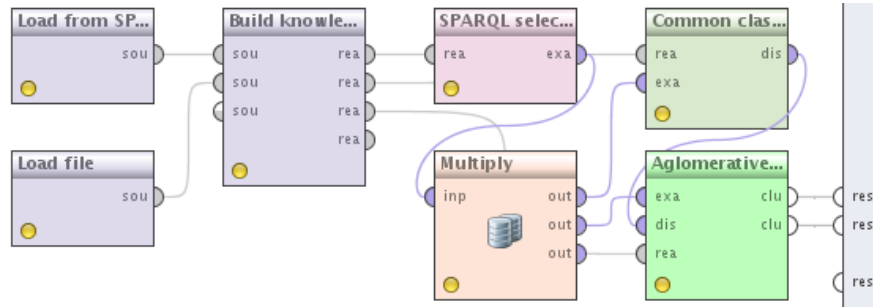 Load from SP...
sou
Build knowle...
sou
rea
sou
rea
sou
rea
rea
SPARQL selec...
rea
exa
Common clas...
rea
dis
exa
Load file
sou
Multiply
inp
out
out
out
Aglomerative...
exa
clu
dis
clu
rea
res
res
res